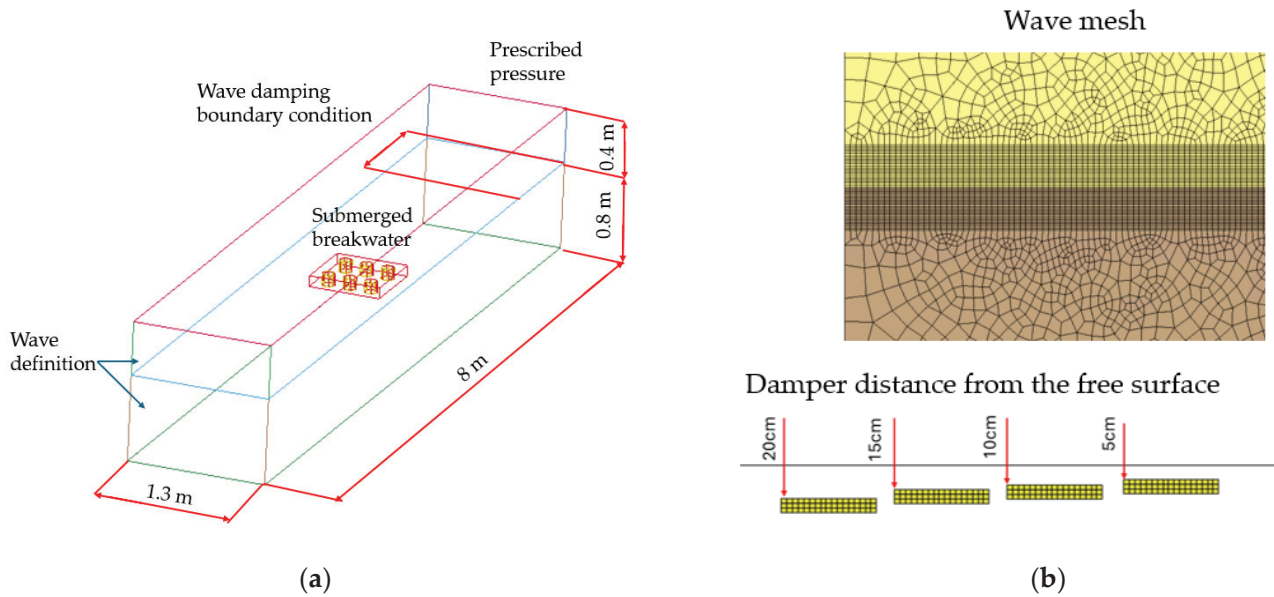 Prescribed
pressure
Wave damping
boundary condition
0.4 m
0.8 m
Submerged
breakwater
Wave
definition
8 m
1.3 m
(a)
Wave mesh
Damper distance from the free surface
20cm
15cm
10cm
5cm
(b)